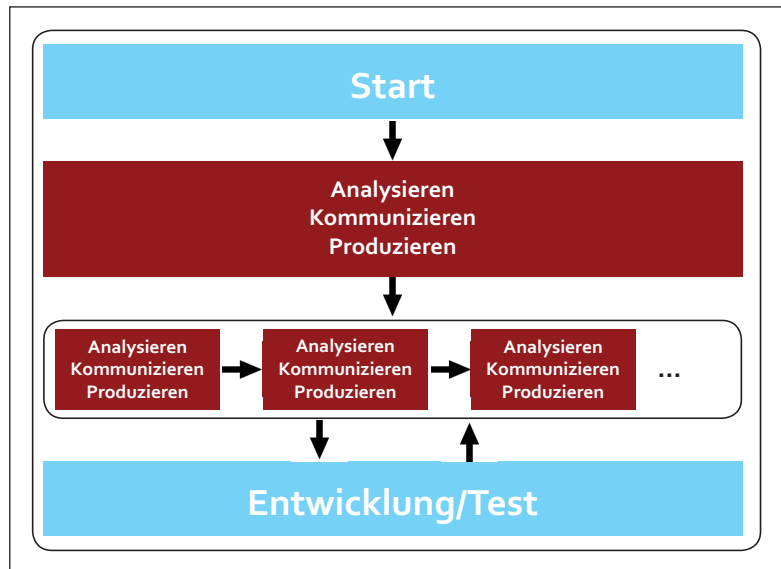 Start
Analysieren
Kommunizieren
Produzieren
Analysieren
Kommunizieren
Produzieren
Analysieren
Kommunizieren
Produzieren
Analysieren
Kommunizieren
Produzieren
...
Entwicklung/Test